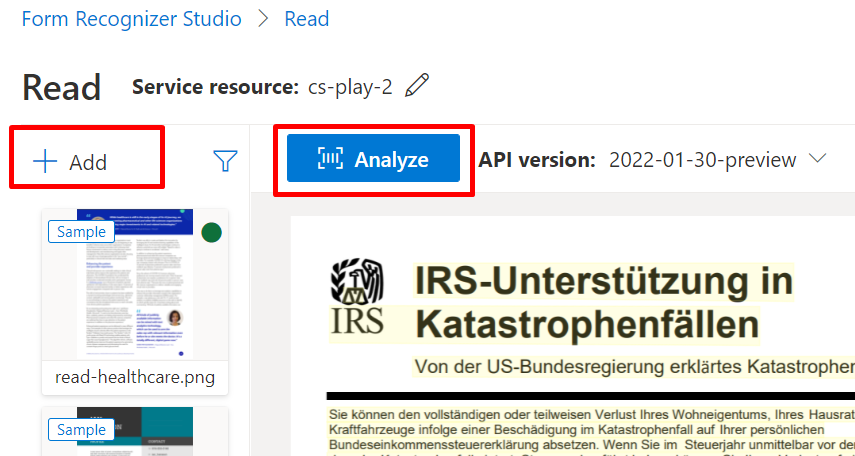 Form Recognizer Studio > Read
Read
Service resource: cs-play-2
+ Add
Analyze
API version: 2022-01-30-preview
Sample
read-healthcare.png
Sample
IRS
IRS-Unterstützung in
Katastrophenfällen
Von der US-Bundesregierung erklärtes Katastrophen
Sie können den vollständigen oder teilweisen Verlust Ihres Wohneigentums, Ihres Hausrat
Kraftfahrzeuge infolge einer Beschädigung im Katastrophenfall auf Ihrer persönlichen
Bundeseinkommenssteuererklärung absetzen. Wenn Sie im Steuerjahr unmittelbar vor de